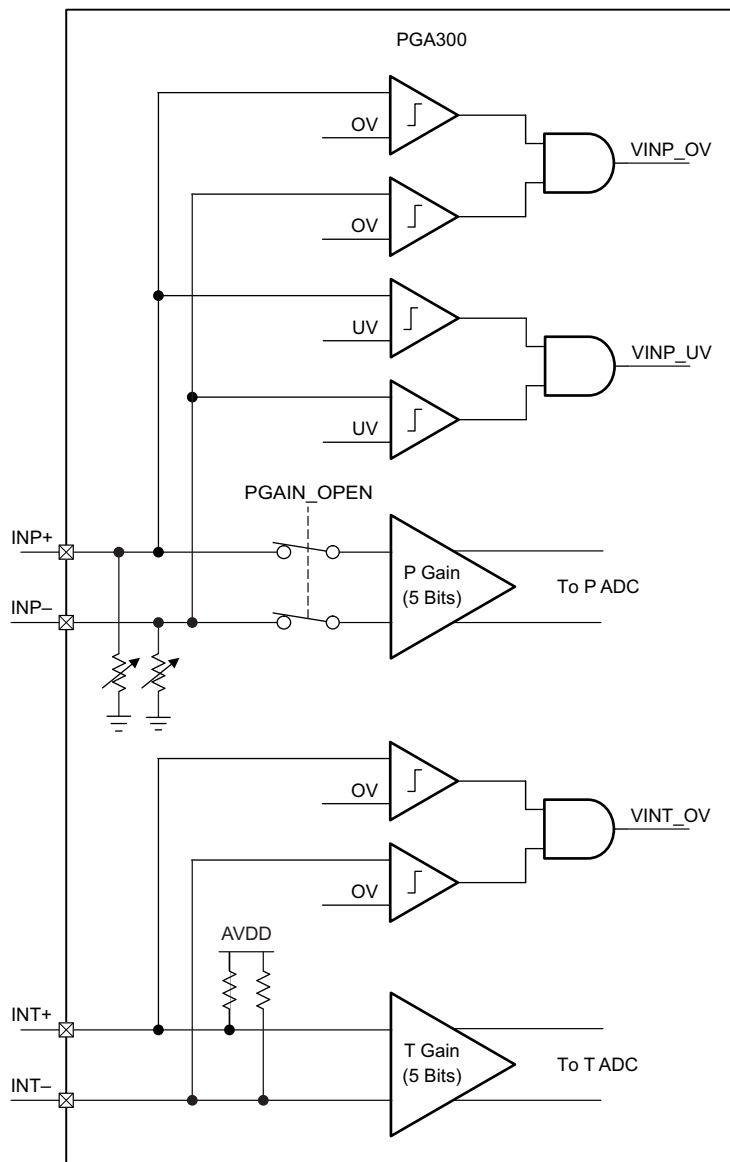 PGA300
OV
VINP_OV
OV
UV
VINP_UV
UV
PGAIN_OPEN
INP+
P Gain
(5 Bits)
To P ADC
INP–
OV
VINT_OV
OV
AVDD
INT+
T Gain
(5 Bits)
To T ADC
INT–